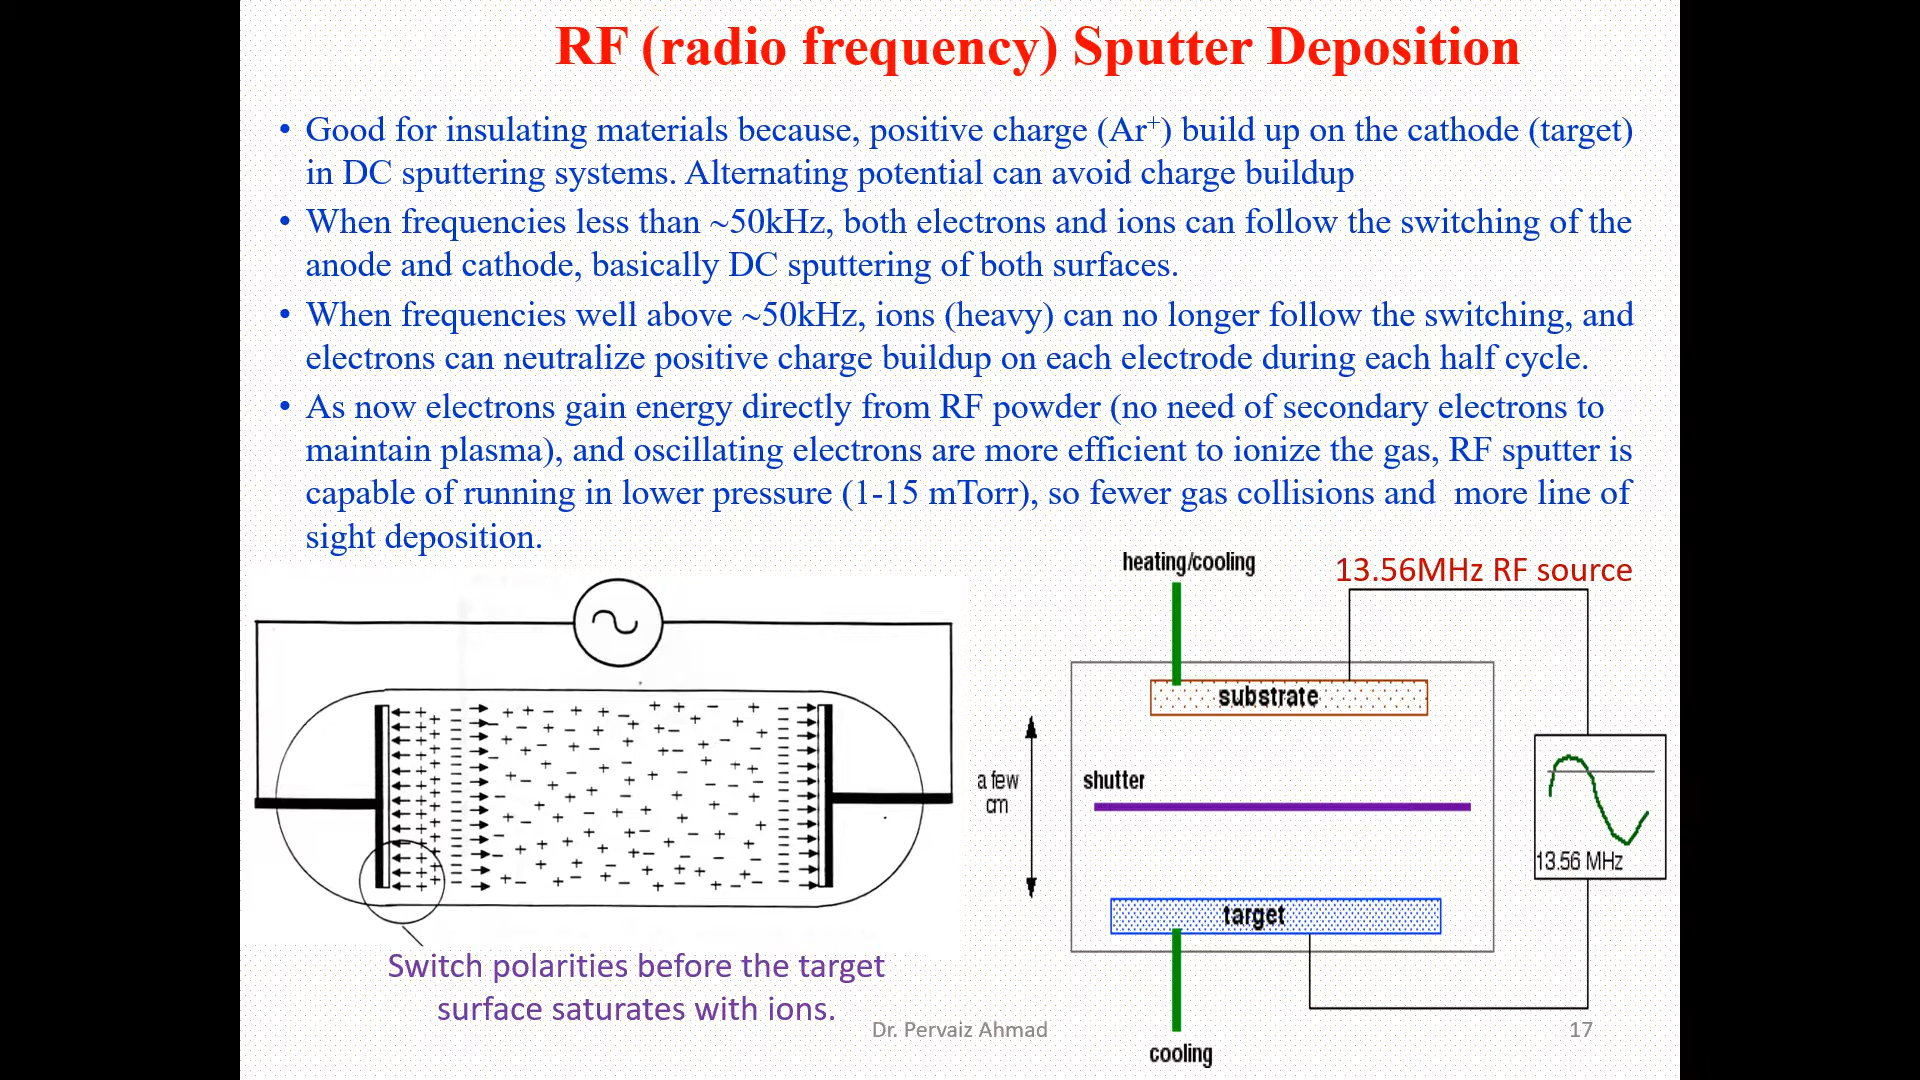 RF (radio frequency) Sputter Deposition
• Good for insulating materials because, positive charge (Ar⁺) build up on the cathode (target)
in DC sputtering systems. Alternating potential can avoid charge buildup
• When frequencies less than ~50kHz, both electrons and ions can follow the switching of the
anode and cathode, basically DC sputtering of both surfaces.
• When frequencies well above ~50kHz, ions (heavy) can no longer follow the switching, and
electrons can neutralize positive charge buildup on each electrode during each half cycle.
• As now electrons gain energy directly from RF powder (no need of secondary electrons to
maintain plasma), and oscillating electrons are more efficient to ionize the gas, RF sputter is
capable of running in lower pressure (1-15 mTorr), so fewer gas collisions and  more line of
sight deposition.
heating/cooling
13.56MHz RF source
substrate
a few
cm
shutter
13.56 MHz
target
cooling
Switch polarities before the target
surface saturates with ions.
Dr. Pervaiz Ahmad
17